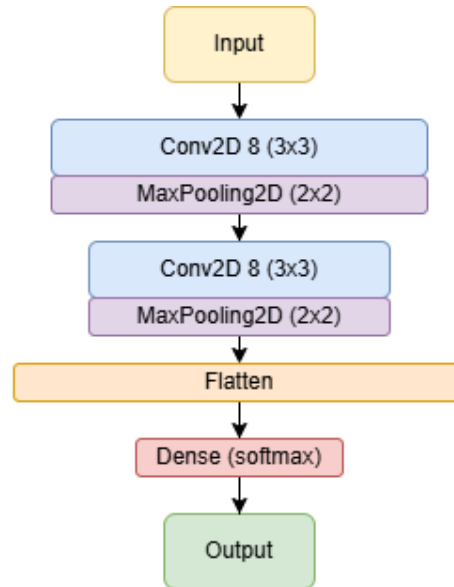 Input
Conv2D 8 (3x3)
MaxPooling2D (2x2)
Conv2D 8 (3x3)
MaxPooling2D (2x2)
Flatten
Dense (softmax)
Output